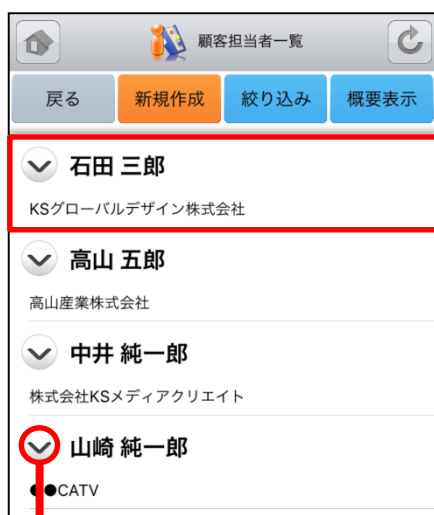 顧客担当者一覧
戻る 新規作成 絞り込み 概要表示
石田 三郎
KSグローバルデザイン株式会社
高山 五郎
高山産業株式会社
中井 純一郎
株式会社KSメディアクリエイト
山崎 純一郎
●●CATV